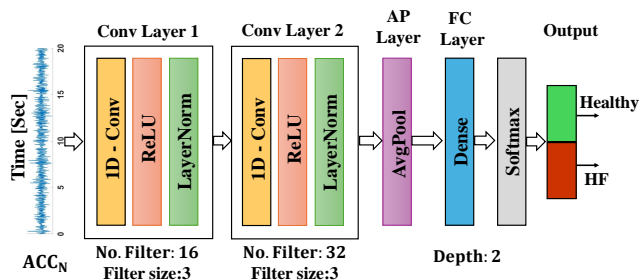 Conv Layer 1
Conv Layer 2
AP
Layer
FC
Layer
Output
Time [Sec]
20
15
10
5
0
1D - Conv
ReLU
LayerNorm
1D - Conv
ReLU
LayerNorm
AvgPool
Dense
Softmax
Healthy
HF
ACC_N
No. Filter: 16
Filter size:3
No. Filter: 32
Filter size:3
Depth: 2